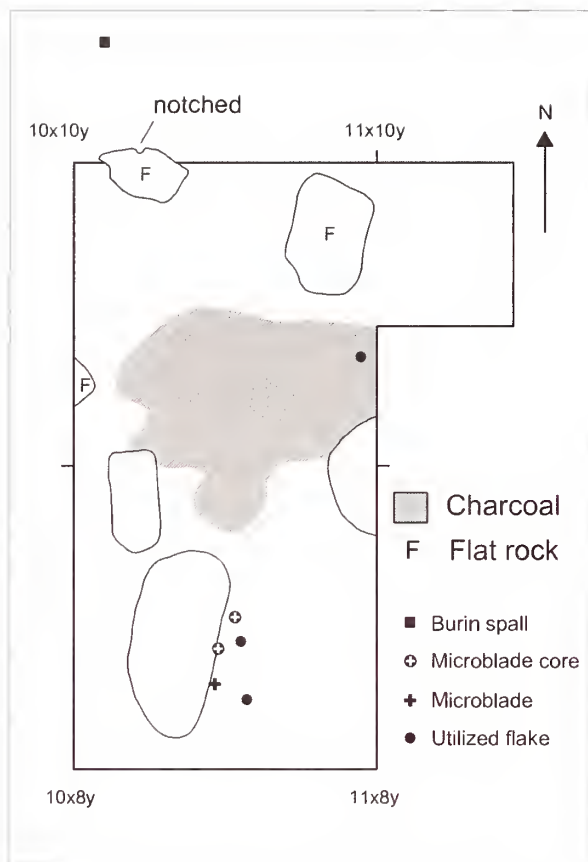 notched
10x10y
11x10y
N
F
F
F
Charcoal
F Flat rock
Burin spall
Microblade core
Microblade
Utilized flake
10x8y
11x8y